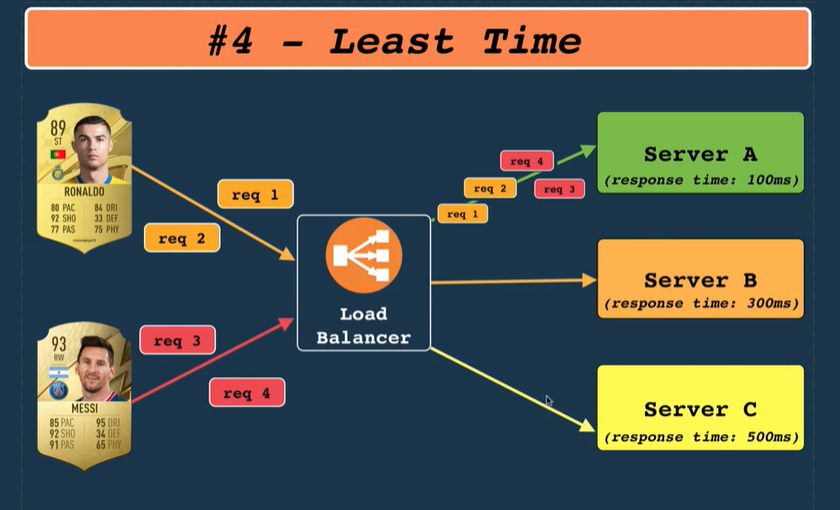 #4 - Least Time
89
ST
RONALDO
80 PAC 84 DRI
92 SHO 33 DEF
77 PAS 75 PHY
req 1
req 2
93
RW
MESSI
85 PAC 95 DRI
92 SHO 34 DEF
91 PAS 65 PHY
req 3
req 4
Load
Balancer
req 4
req 2
req 3
req 1
Server A
(response time: 100ms)
Server B
(response time: 300ms)
Server C
(response time: 500ms)